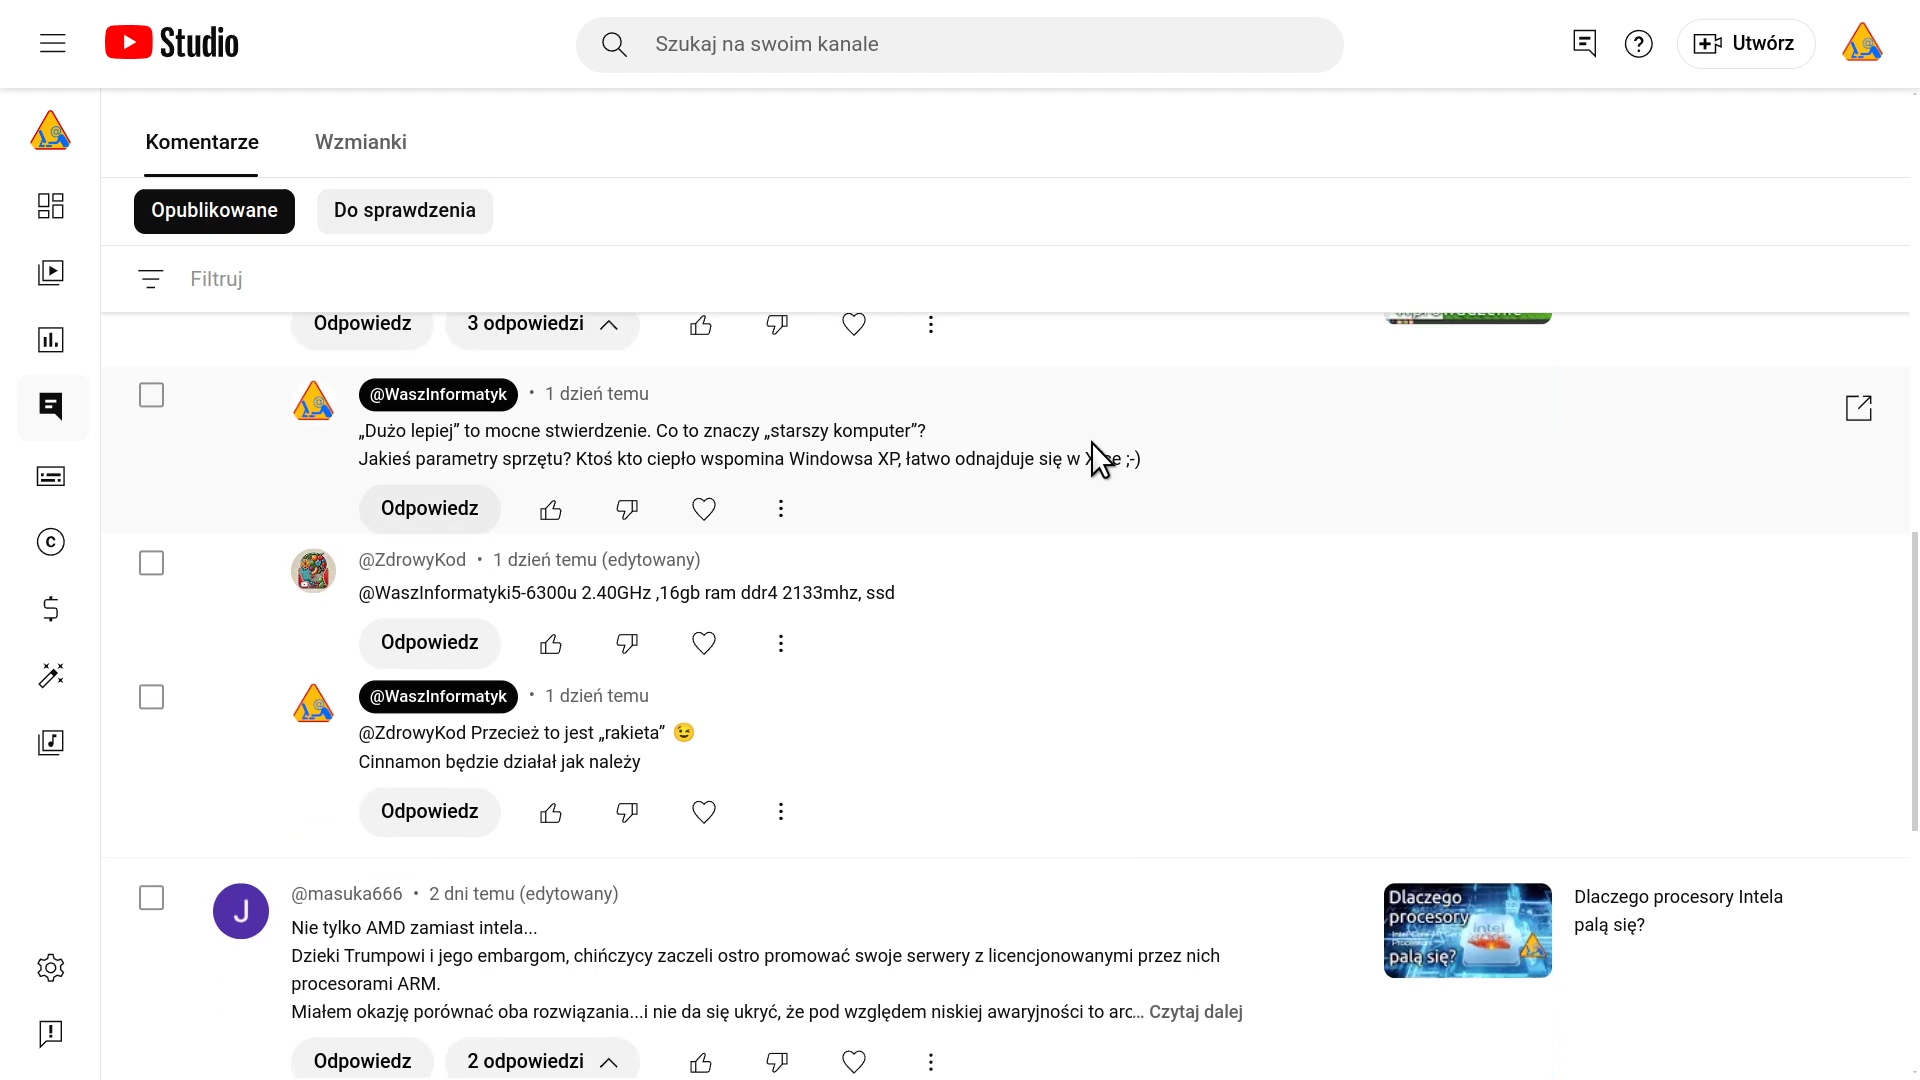 Studio
Szukaj na swoim kanale
Utwórz
Komentarze
Wzmianki
Opublikowane
Do sprawdzenia
Filtruj
Odpowiedz
3 odpowiedzi
@WaszInformatyk • 1 dzień temu
„Dużo lepiej” to mocne stwierdzenie. Co to znaczy „starszy komputer”?
Jakieś parametry sprzętu? Ktoś kto ciepło wspomina Windowsa XP, łatwo odnajduje się w ;-)
Odpowiedz
@ZdrowyKod • 1 dzień temu (edytowany)
@WaszInformatyki5-6300u 2.40GHz ,16gb ram ddr4 2133mhz, ssd
Odpowiedz
@WaszInformatyk • 1 dzień temu
@ZdrowyKod Przecież to jest „rakieta” 😉
Cinnamon będzie działał jak należy
Odpowiedz
J
@masuka666 • 2 dni temu (edytowany)
Nie tylko AMD zamiast intela...
Dzieki Trumpowi i jego embargom, chińczycy zaczeli ostro promować swoje serwery z licencjonowanymi przez nich
procesorami ARM.
Miałem okazję porównać oba rozwiązania...i nie da się ukryć, że pod względem niskiej awaryjności to arc... Czytaj dalej
Dlaczego
procesory
palą się?
intel
Dlaczego procesory Intela
palą się?
Odpowiedz
2 odpowiedzi